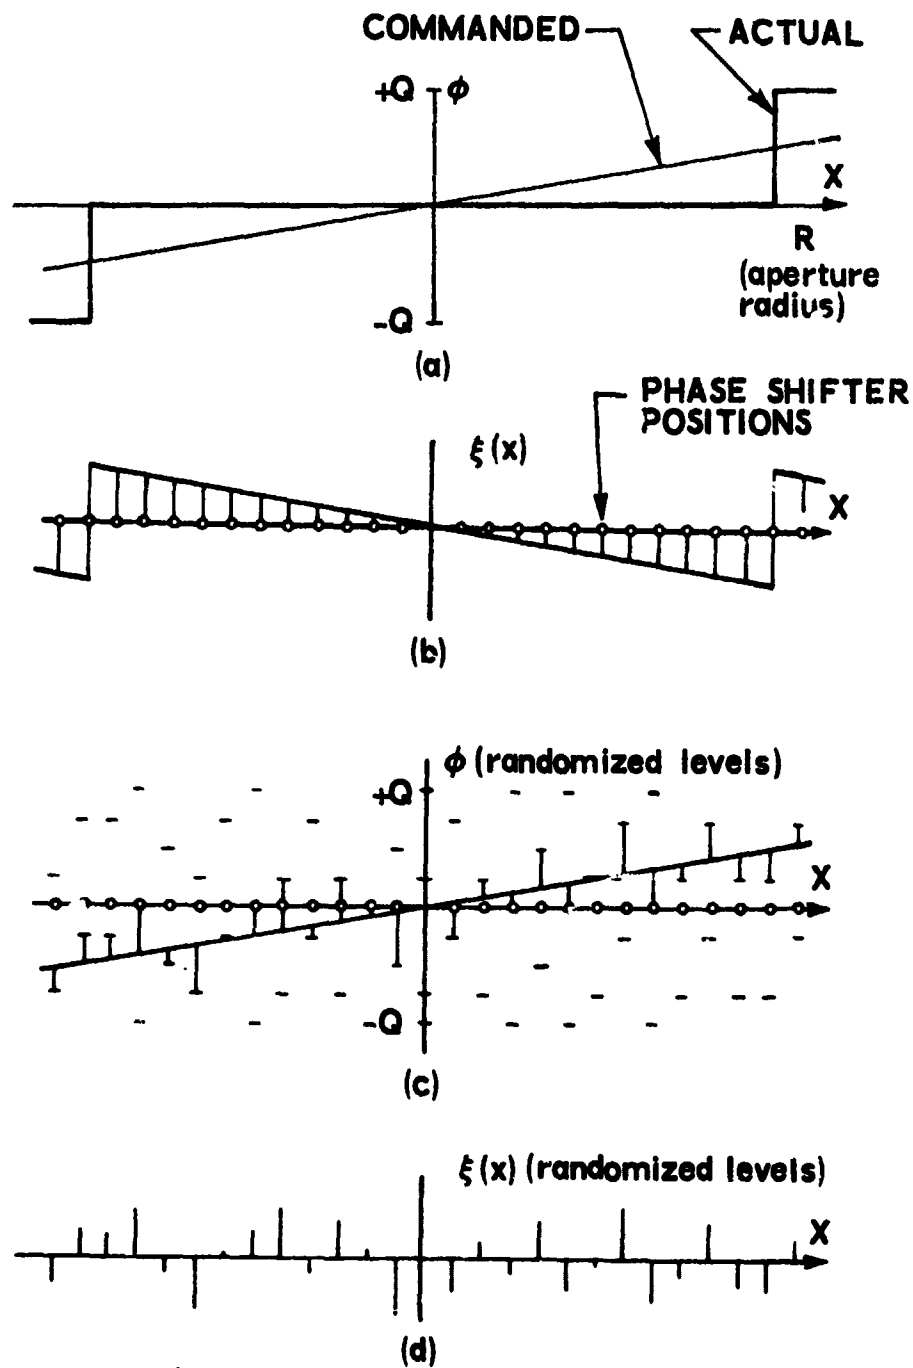 COMMANDED
ACTUAL
+Q
ϕ
X
R
(aperture
radius)
-Q
(a)
PHASE SHIFTER
POSITIONS
ξ(x)
X
(b)
ϕ (randomized levels)
+Q
X
-Q
(c)
ξ(x) (randomized levels)
X
(d)